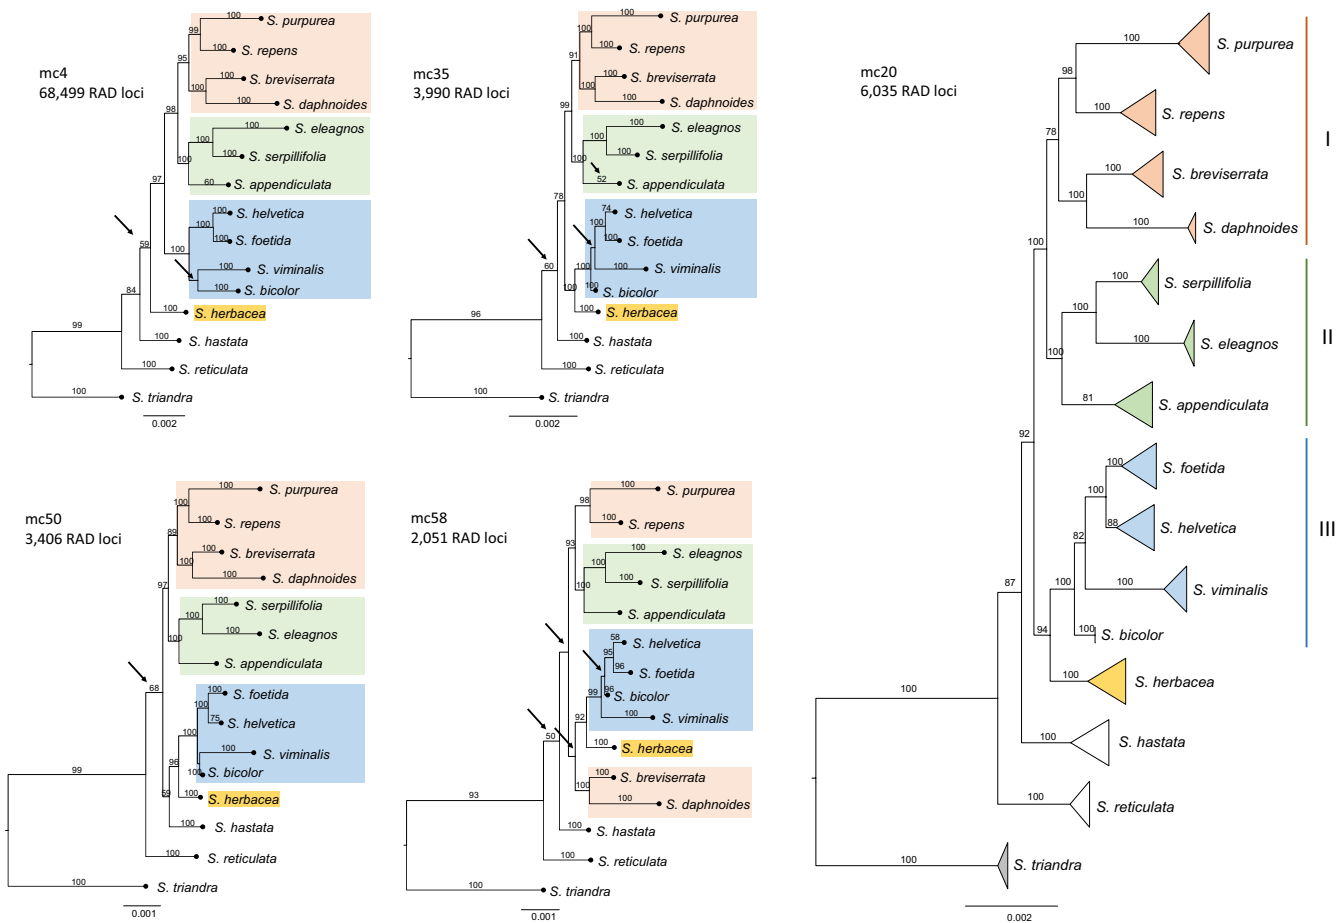 mc4
68,499 RAD loci
100
S. purpurea
99
100
S. repens
95
100
S. breviserrata
100
100
S. daphnoides
98
100
S. eleagnos
100
100
S. serpillifolia
100
60
S. appendiculata
97
100
S. helvetica
100
100
S. foetida
100
59
100
S. viminalis
100
S. bicolor
84
100
S. herbacea
99
100
S. hastata
100
S. reticulata
100
S. triandra
0.002
mc35
3,990 RAD loci
100
S. purpurea
100
100
S. repens
91
100
S. breviserrata
100
100
S. daphnoides
99
100
S. eleagnos
100
100
S. serpillifolia
100
52
S. appendiculata
78
74
S. helvetica
100
100
S. foetida
100
60
100
S. viminalis
100
S. bicolor
100
100
S. herbacea
96
100
S. hastata
100
S. reticulata
100
S. triandra
0.002
mc20
6,035 RAD loci
100
S. purpurea
98
100
S. repens
78
100
S. breviserrata
100
100
S. daphnoides
I
100
100
S. serpillifolia
100
100
S. eleagnos
100
81
S. appendiculata
II
92
100
S. foetida
100
88
S. helvetica
82
100
S. viminalis
100
100
S. bicolor
III
87
94
100
S. herbacea
100
100
S. hastata
100
S. reticulata
100
S. triandra
0.002
mc50
3,406 RAD loci
100
S. purpurea
100
100
S. repens
89
100
S. breviserrata
100
100
S. daphnoides
97
100
S. serpillifolia
100
100
S. eleagnos
100
100
S. appendiculata
68
100
S. foetida
100
75
S. helvetica
100
100
S. viminalis
100
S. bicolor
96
59
100
S. herbacea
99
100
S. hastata
100
S. reticulata
100
S. triandra
0.001
mc58
2,051 RAD loci
100
S. purpurea
98
100
S. repens
93
100
S. eleagnos
100
100
S. serpillifolia
100
100
S. appendiculata
58
S. helvetica
95
96
S. foetida
99
96
S. bicolor
100
S. viminalis
92
50
100
S. herbacea
100
S. breviserrata
100
100
S. daphnoides
93
100
S. hastata
100
S. reticulata
100
S. triandra
0.001